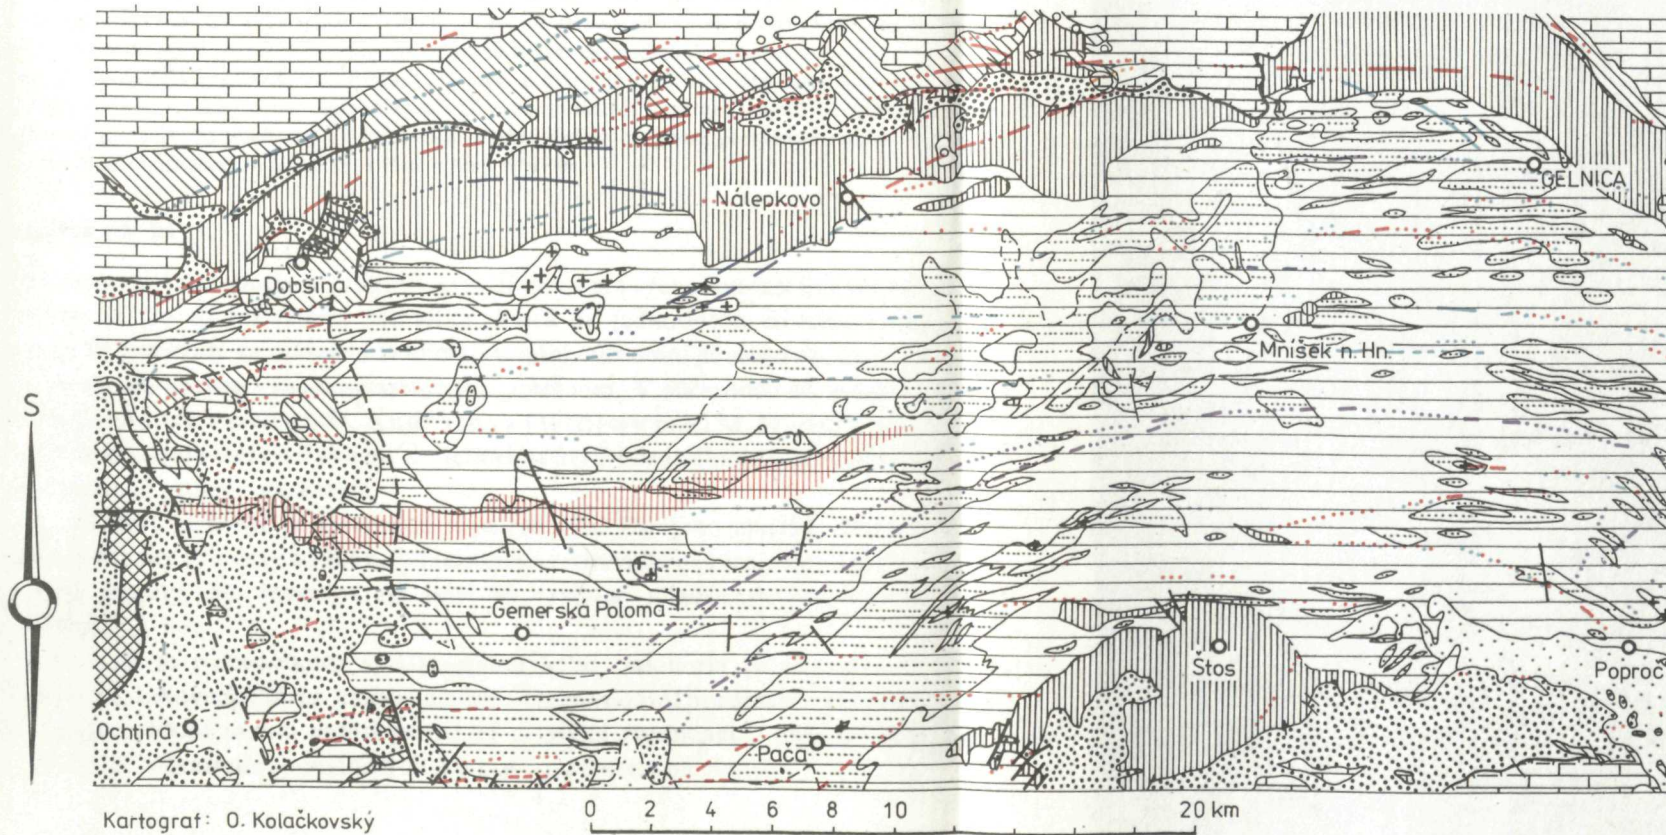 Nálepkovo
GELNICA
Dobšiná
Mníšek n. Hn.
S
Gemerská Poloma
Štos
Poproč
Ochtiná
Pača
0 2 4 6 8 10 20 km
Kartograf: O. Kolačkovský